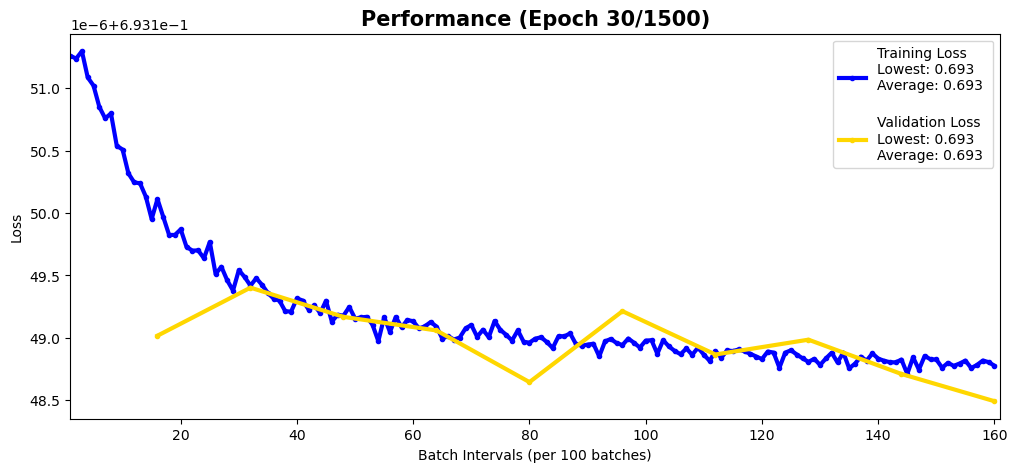 Performance (Epoch 30/1500)
1e−6+6.931e−1
51.0
50.5
50.0
49.5
49.0
48.5
Loss
20
40
60
80
100
120
140
160
Batch Intervals (per 100 batches)
Training Loss
Lowest: 0.693
Average: 0.693
Validation Loss
Lowest: 0.693
Average: 0.693